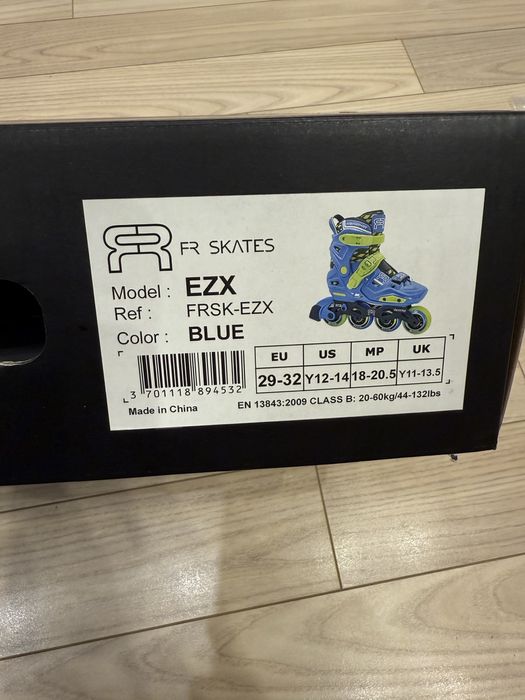 FR SKATES
Model : EZX
Ref : FRSK-EZX
Color : BLUE
EU US MP UK
29-32 Y12-14 18-20.5 Y11-13.5
3 701118 894532
Made in China
EN 13843:2009 CLASS B: 20-60kg/44-132lbs